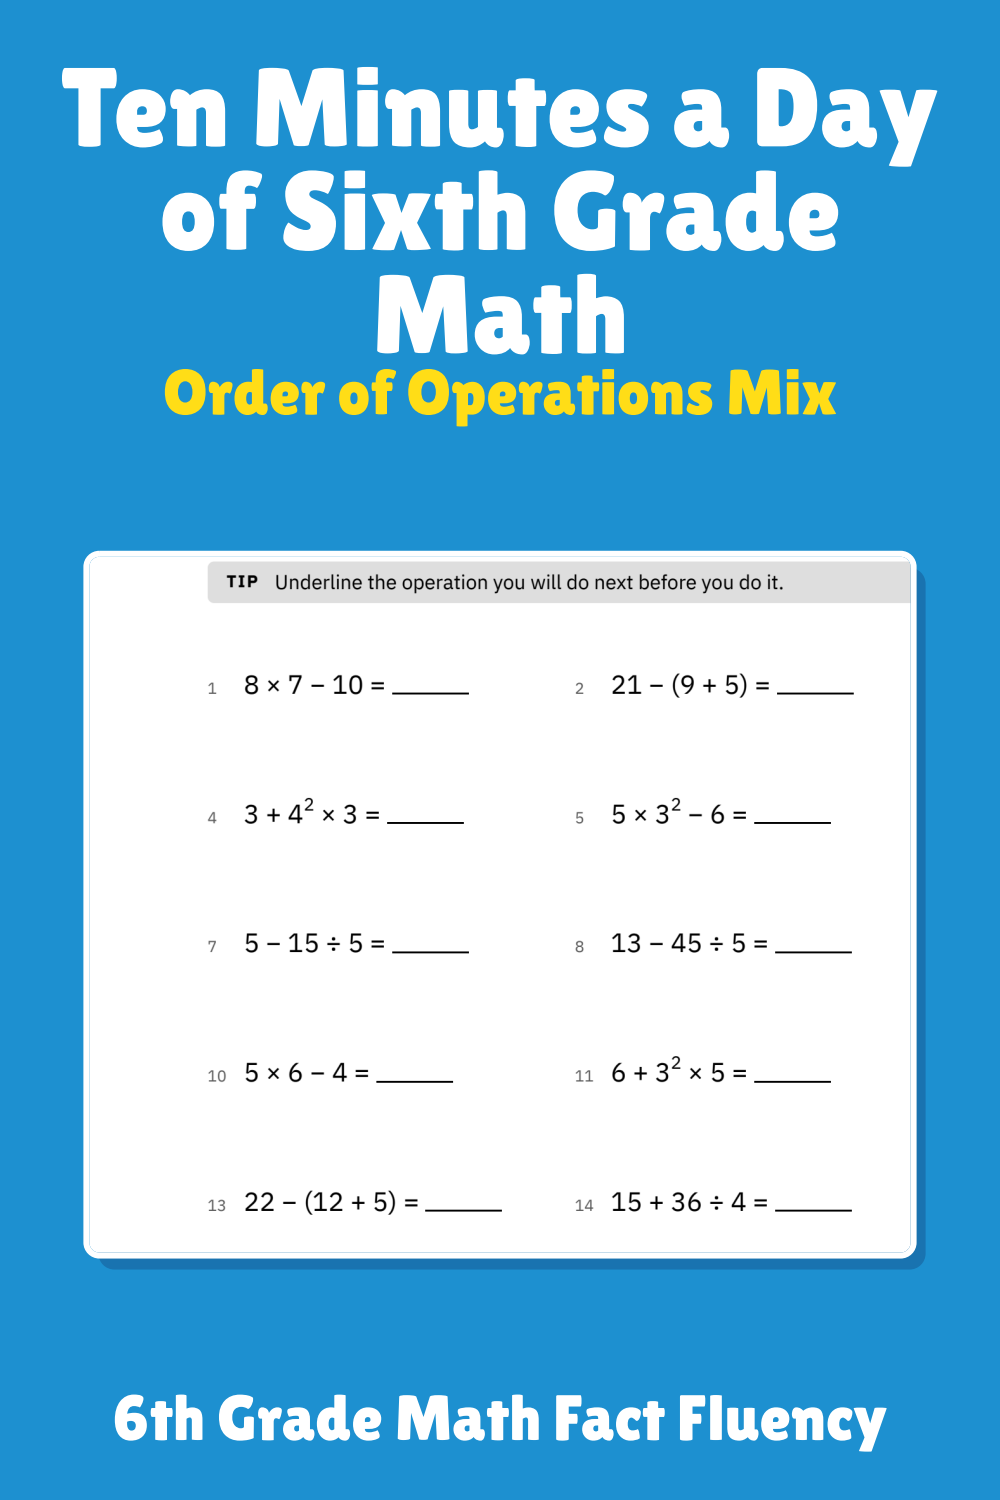 Ten Minutes a Day
of Sixth Grade
Math
Order of Operations Mix
TIP Underline the operation you will do next before you do it.
1 8 × 7 – 10 = ______
2 21 – (9 + 5) = ______
4 3 + 4² × 3 = ______
5 5 × 3² – 6 = ______
7 5 – 15 ÷ 5 = ______
8 13 – 45 ÷ 5 = ______
10 5 × 6 – 4 = ______
11 6 + 3² × 5 = ______
13 22 – (12 + 5) = ______
14 15 + 36 ÷ 4 = ______
6th Grade Math Fact Fluency